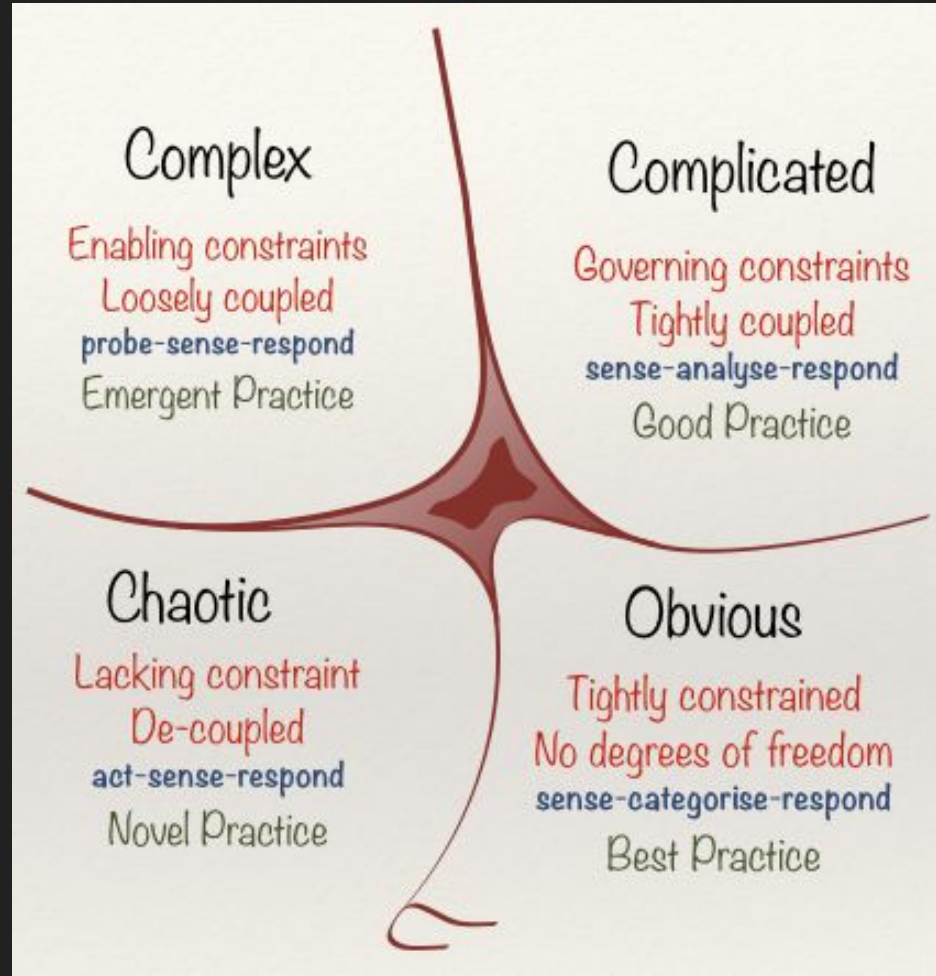 Complex
Enabling constraints
Loosely coupled
probe-sense-respond
Emergent Practice
Complicated
Governing constraints
Tightly coupled
sense-analyse-respond
Good Practice
Chaotic
Lacking constraint
De-coupled
act-sense-respond
Novel Practice
Obvious
Tightly constrained
No degrees of freedom
sense-categorise-respond
Best Practice